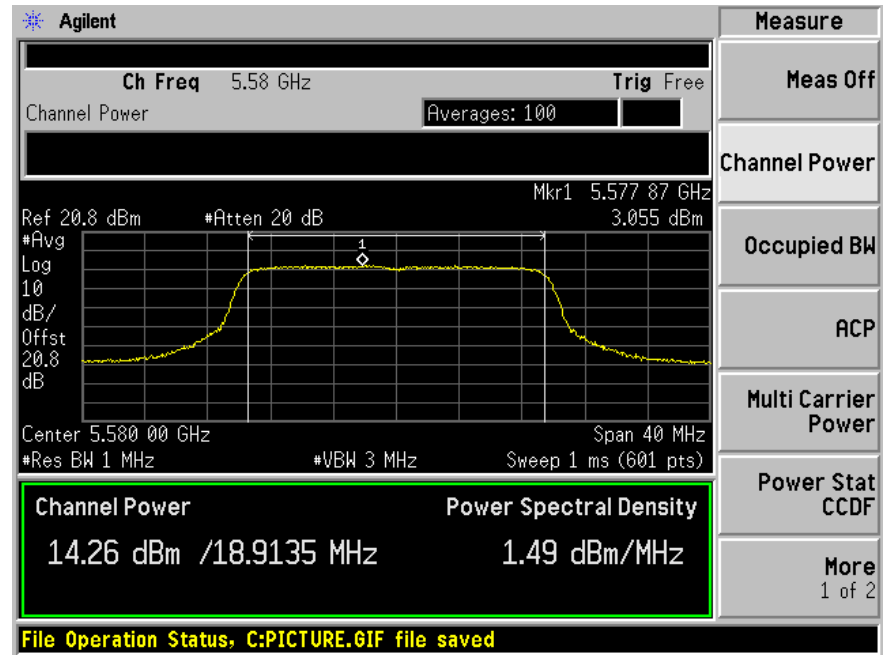 Agilent
Measure
Ch Freq 5.58 GHz Trig Free
Channel Power Averages: 100
Mkr1 5.577 87 GHz
Ref 20.8 dBm #Atten 20 dB 3.055 dBm
#Avg
Log
10
dB/
Offst
20.8
dB
1
Center 5.580 00 GHz Span 40 MHz
#Res BW 1 MHz #VBW 3 MHz Sweep 1 ms (601 pts)
Channel Power Power Spectral Density
14.26 dBm /18.9135 MHz 1.49 dBm/MHz
File Operation Status, C:PICTURE.GIF file saved
Meas Off
Channel Power
Occupied BW
ACP
Multi Carrier
Power
Power Stat
CCDF
More
1 of 2